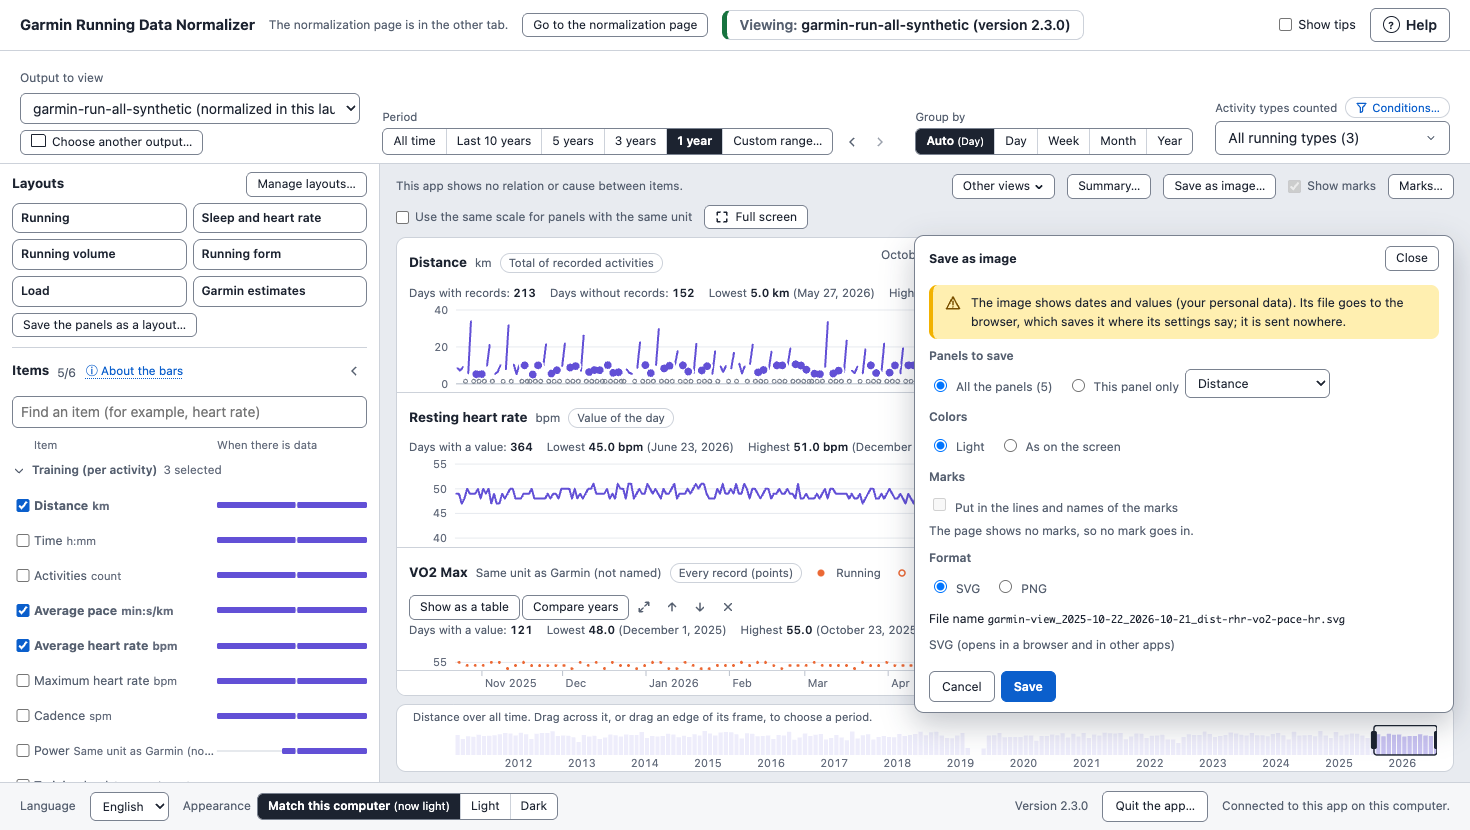 Garmin Running Data Normalizer
The normalization page is in the other tab.
Go to the normalization page
Viewing: garmin-run-all-synthetic (version 2.3.0)
Show tips
Help
Output to view
garmin-run-all-synthetic (normalized in this lau
Choose another output...
Period
All time
Last 10 years
5 years
3 years
1 year
Custom range...
Group by
Auto (Day)
Day
Week
Month
Year
Activity types counted
Conditions...
All running types (3)
Layouts
Manage layouts...
Running
Sleep and heart rate
Running volume
Running form
Load
Garmin estimates
Save the panels as a layout...
Items 5/6
About the bars
Find an item (for example, heart rate)
Item
When there is data
Training (per activity) 3 selected
Distance km
Time h:mm
Activities count
Average pace min:s/km
Average heart rate bpm
Maximum heart rate bpm
Cadence spm
Power Same unit as Garmin (no...
This app shows no relation or cause between items.
Other views
Summary...
Save as image...
Show marks
Marks...
Use the same scale for panels with the same unit
Full screen
Distance km Total of recorded activities
Octo
Days with records: 213 Days without records: 152 Lowest 5.0 km (May 27, 2026) High
40
20
0
Resting heart rate bpm Value of the day
Days with a value: 364 Lowest 45.0 bpm (June 23, 2026) Highest 51.0 bpm (December
55
50
45
40
VO2 Max Same unit as Garmin (not named) Every record (points) Running
Show as a table
Compare years
Days with a value: 121 Lowest 48.0 (December 1, 2025) Highest 55.0 (October 23, 2025
55
Nov 2025 Dec Jan 2026 Feb Mar Apr
Distance over all time. Drag across it, or drag an edge of its frame, to choose a period.
2012 2013 2014 2015 2016 2017 2018 2019 2020 2021 2022 2023 2024 2025 2026
Save as image
Close
The image shows dates and values (your personal data). Its file goes to the
browser, which saves it where its settings say; it is sent nowhere.
Panels to save
All the panels (5)
This panel only
Distance
Colors
Light
As on the screen
Marks
Put in the lines and names of the marks
The page shows no marks, so no mark goes in.
Format
SVG
PNG
File name garmin-view_2025-10-22_2026-10-21_dist-rhr-vo2-pace-hr.svg
SVG (opens in a browser and in other apps)
Cancel
Save
Language
English
Appearance
Match this computer (now light)
Light
Dark
Version 2.3.0
Quit the app...
Connected to this app on this computer.